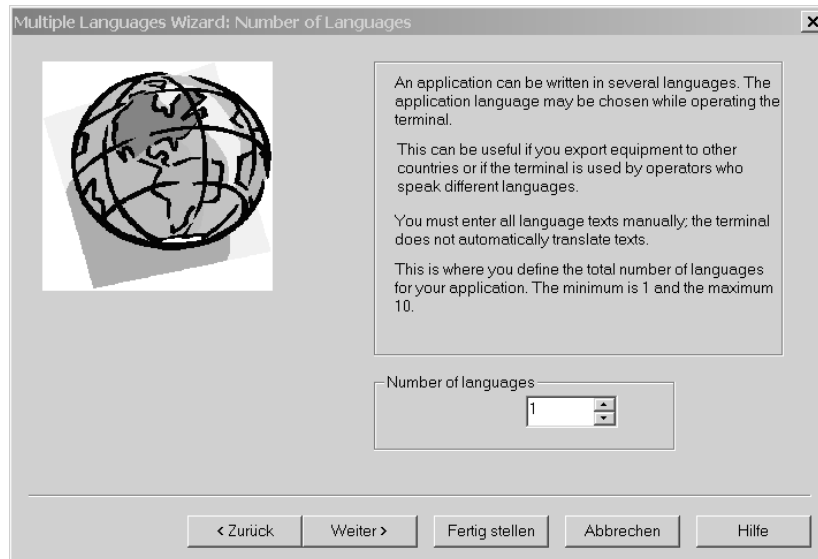 Multiple Languages Wizard: Number of Languages
An application can be written in several languages. The
application language may be chosen while operating the
terminal.
This can be useful if you export equipment to other
countries or if the terminal is used by operators who
speak different languages.
You must enter all language texts manually; the terminal
does not automatically translate texts.
This is where you define the total number of languages
for your application. The minimum is 1 and the maximum
10.
Number of languages
1
< Zurück Weiter > Fertig stellen Abbrechen Hilfe